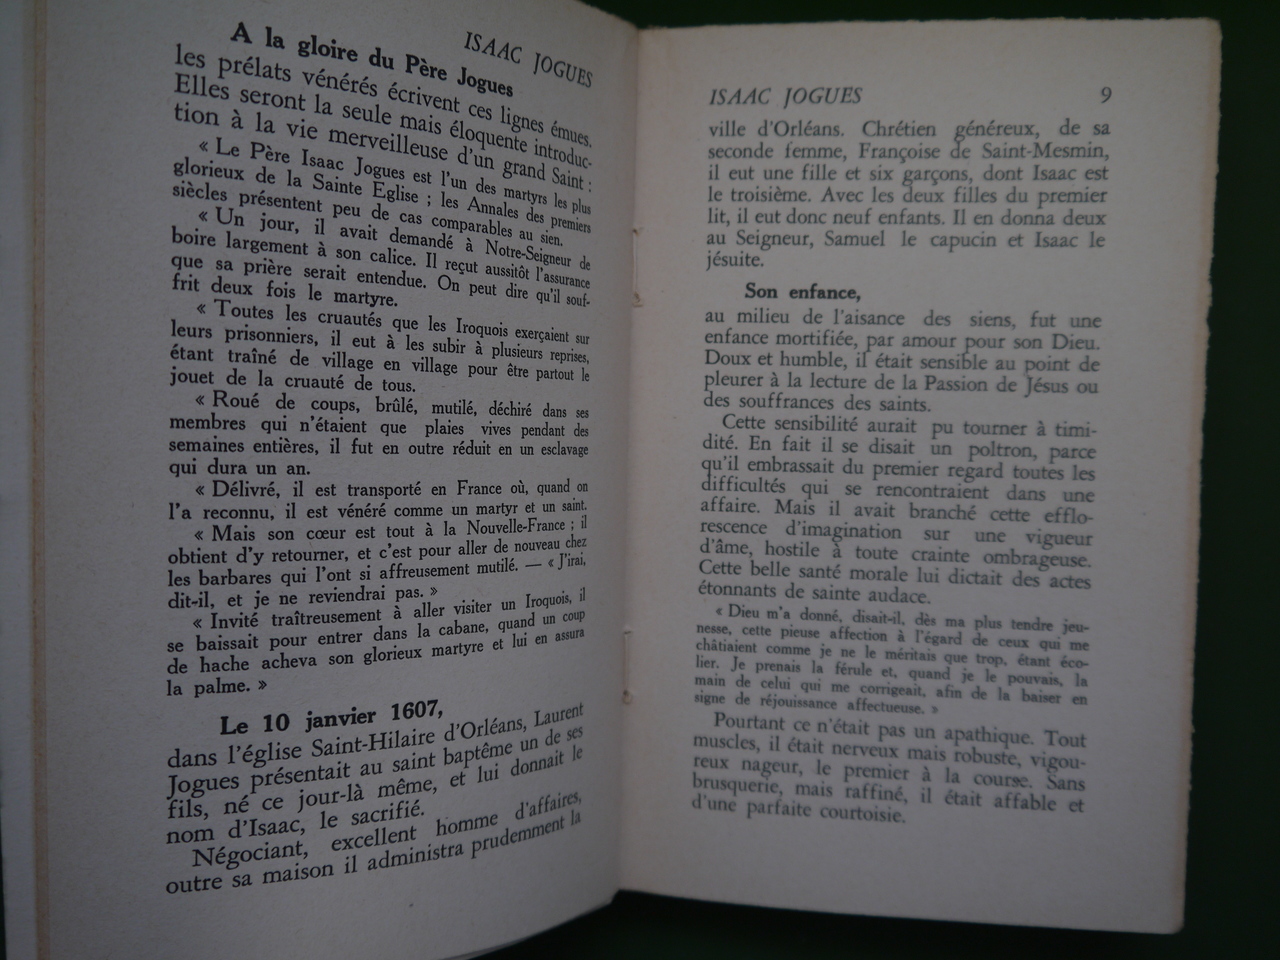 ISAAC JOGUES
A la gloire du Père Jogues
les prélats vénérés écrivent ces lignes émues.
Elles seront la seule mais éloquente introduc-
tion à la vie merveilleuse d'un grand Saint :
« Le Père Isaac Jogues est l'un des martyrs les plus
glorieux de la Sainte Eglise ; les Annales des premiers
siècles présentent peu de cas comparables au sien.
« Un jour, il avait demandé à Notre-Seigneur de
boire largement à son calice. Il reçut aussitôt l'assurance
que sa prière serait entendue. On peut dire qu'il souf-
frit deux fois le martyre.
« Toutes les cruautés que les Iroquois exerçaient sur
leurs prisonniers, il eut à les subir à plusieurs reprises,
étant traîné de village en village pour être partout le
jouet de la cruauté de tous.
« Roué de coups, brûlé, mutilé, déchiré dans ses
membres qui n'étaient que plaies vives pendant des
semaines entières, il fut en outre réduit en un esclavage
qui dura un an.
« Délivré, il est transporté en France où, quand on
l'a reconnu, il est vénéré comme un martyr et un saint.
« Mais son cœur est tout à la Nouvelle-France ; il
obtient d'y retourner, et c'est pour aller de nouveau chez
les barbares qui l'ont si affreusement mutilé. — « J'irai,
dit-il, et je ne reviendrai pas. »
« Invité traîtreusement à aller visiter un Iroquois, il
se baissait pour entrer dans la cabane, quand un coup
de hache acheva son glorieux martyre et lui en assura
la palme. »
Le 10 janvier 1607,
dans l'église Saint-Hilaire d'Orléans, Laurent
Jogues présentait au saint baptême un de ses
fils, né ce jour-là même, et lui donnait le
nom d'Isaac, le sacrifié.
Négociant, excellent homme d'affaires,
outre sa maison il administra prudemment la
ISAAC JOGUES 9
ville d'Orléans. Chrétien généreux, de sa
seconde femme, Françoise de Saint-Mesmin,
il eut une fille et six garçons, dont Isaac est
le troisième. Avec les deux filles du premier
lit, il eut donc neuf enfants. Il en donna deux
au Seigneur, Samuel le capucin et Isaac le
jésuite.
Son enfance,
au milieu de l'aisance des siens, fut une
enfance mortifiée, par amour pour son Dieu.
Doux et humble, il était sensible au point de
pleurer à la lecture de la Passion de Jésus ou
des souffrances des saints.
Cette sensibilité aurait pu tourner à timi-
dité. En fait il se disait un poltron, parce
qu'il embrassait du premier regard toutes les
difficultés qui se rencontraient dans une
affaire. Mais il avait branché cette efflo-
rescence d'imagination sur une vigueur
d'âme, hostile à toute crainte ombrageuse.
Cette belle santé morale lui dictait des actes
étonnants de sainte audace.
« Dieu m'a donné, disait-il, dès ma plus tendre jeu-
nesse, cette pieuse affection à l'égard de ceux qui me
châtiaient comme je ne le méritais que trop, étant éco-
lier. Je prenais la férule et, quand je le pouvais, la
main de celui qui me corrigeait, afin de la baiser en
signe de réjouissance affectueuse. »
Pourtant ce n'était pas un apathique. Tout
muscles, il était nerveux mais robuste, vigou-
reux nageur, le premier à la course. Sans
brusquerie, mais raffiné, il était affable et
d'une parfaite courtoisie.